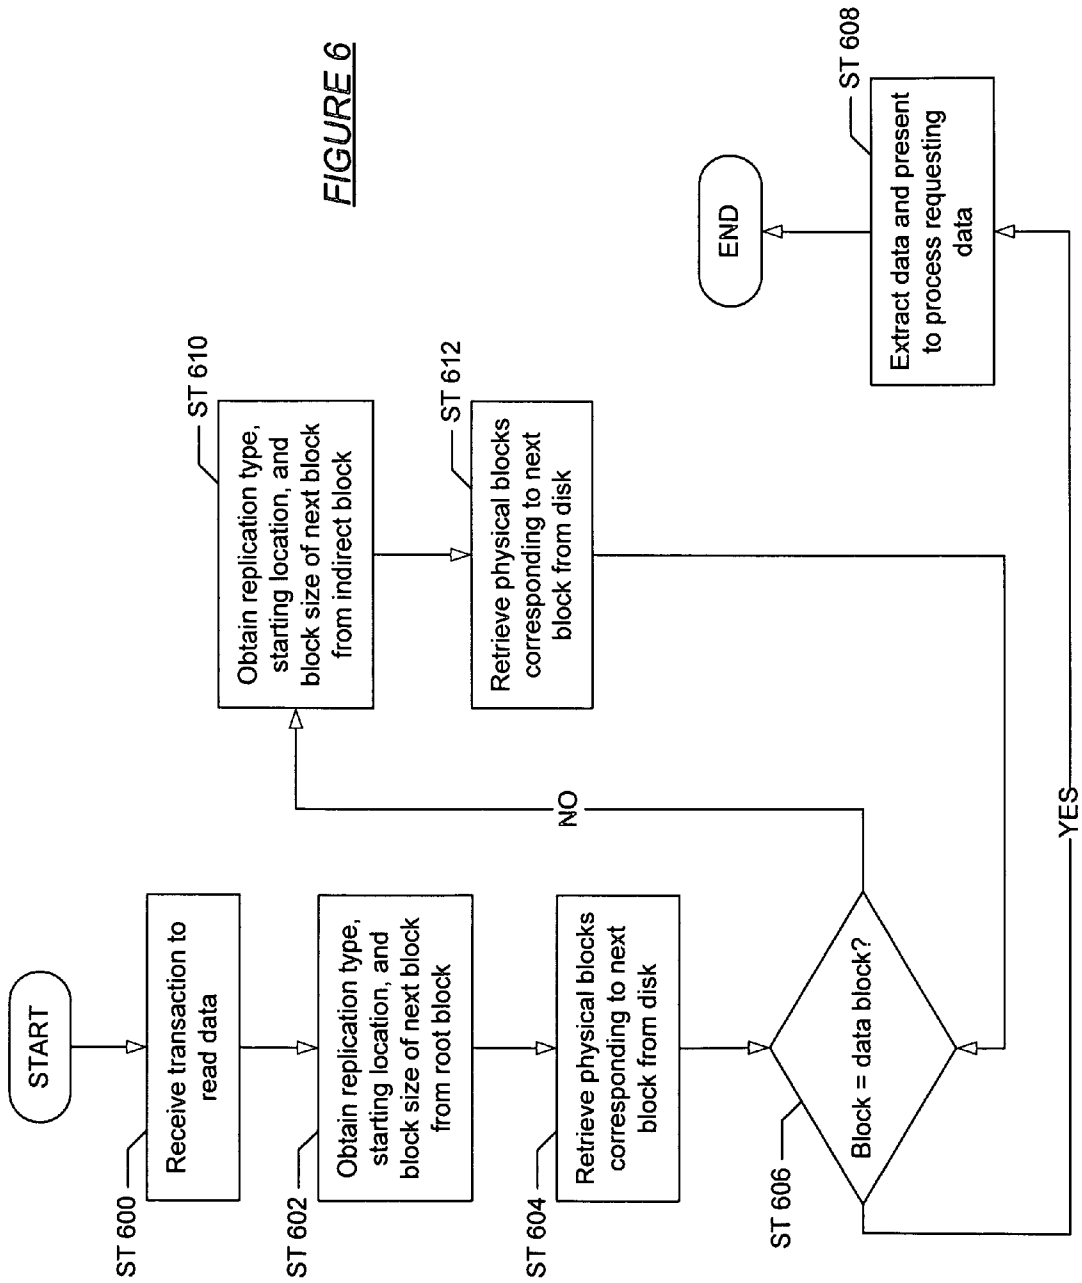 START
ST 600
Receive transaction to
read data
ST 602
Obtain replication type,
starting location, and
block size of next block
from root block
ST 604
Retrieve physical blocks
corresponding to next
block from disk
ST 606
Block = data block?
NO
YES
ST 610
Obtain replication type,
starting location, and
block size of next block
from indirect block
ST 612
Retrieve physical blocks
corresponding to next
block from disk
ST 608
Extract data and present
to process requesting
data
END
FIGURE 6